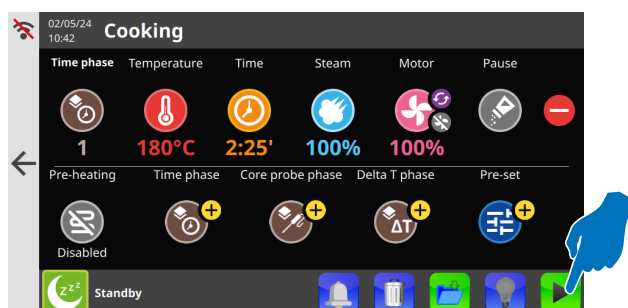 02/05/24
10:42
Cooking
Time phase Temperature Time Steam Motor Pause
1 180°C 2:25' 100% 100%
Pre-heating Time phase Core probe phase Delta T phase Pre-set
ΔT
Disabled
zzz Standby